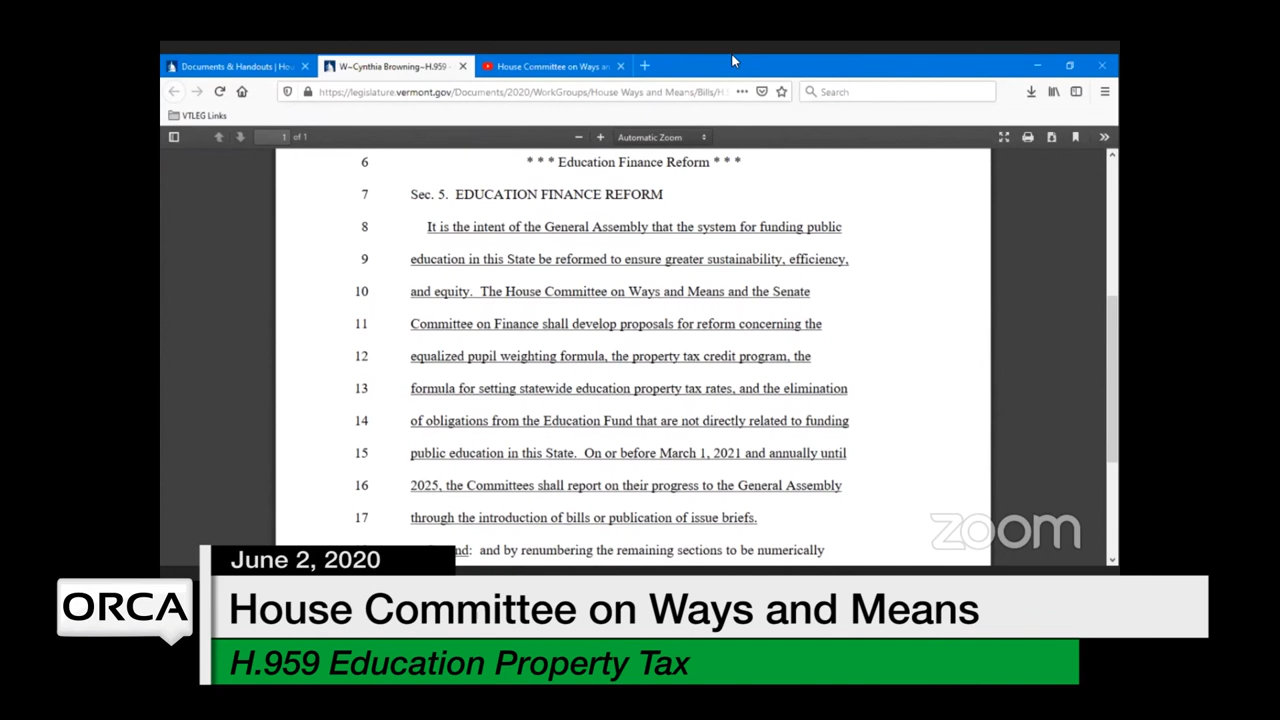 Documents & Handouts | Ho
W~Cynthia Browning~H.959 -
House Committee on Ways an
https://legislature.vermont.gov/Documents/2020/WorkGroups/House Ways and Means/Bills/H
Search
VTLEG Links
1 of 1
Automatic Zoom
6 * * * Education Finance Reform * * *
7 Sec. 5. EDUCATION FINANCE REFORM
8 It is the intent of the General Assembly that the system for funding public
9 education in this State be reformed to ensure greater sustainability, efficiency,
10 and equity. The House Committee on Ways and Means and the Senate
11 Committee on Finance shall develop proposals for reform concerning the
12 equalized pupil weighting formula, the property tax credit program, the
13 formula for setting statewide education property tax rates, and the elimination
14 of obligations from the Education Fund that are not directly related to funding
15 public education in this State. On or before March 1, 2021 and annually until
16 2025, the Committees shall report on their progress to the General Assembly
17 through the introduction of bills or publication of issue briefs.
and by renumbering the remaining sections to be numerically
zoom
June 2, 2020
ORCA
House Committee on Ways and Means
H.959 Education Property Tax